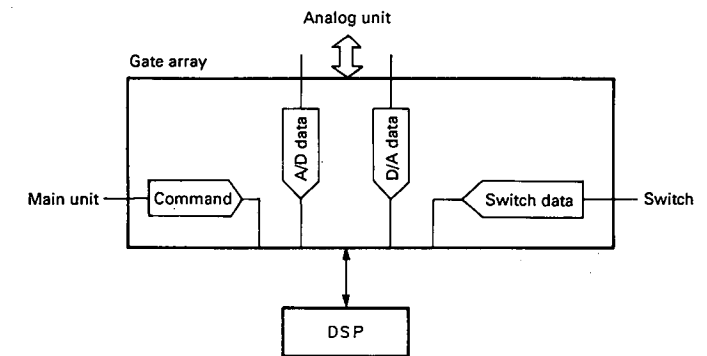 Analog unit
Gate array
A/D data
D/A data
Main unit
Command
Switch data
Switch
DSP